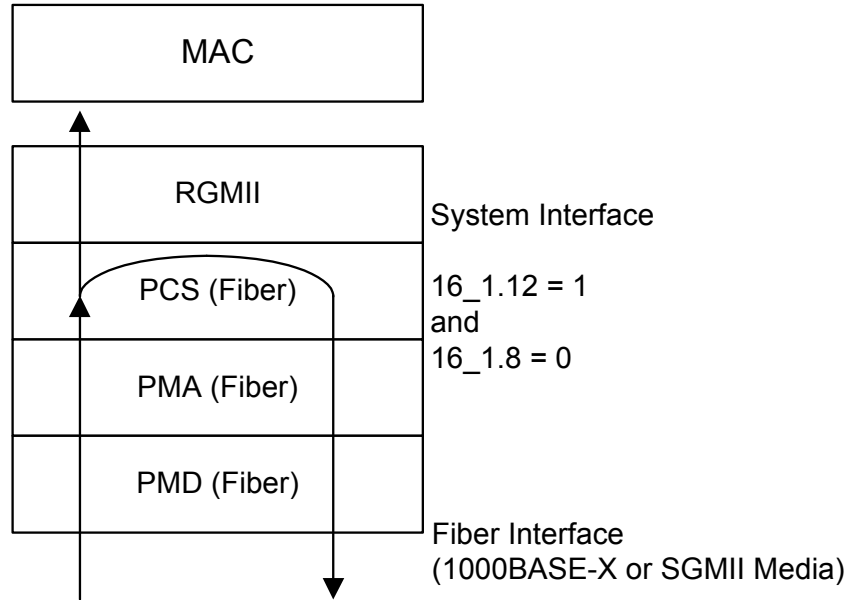 MAC
RGMII
System Interface
PCS (Fiber)
16_1.12 = 1
and
16_1.8 = 0
PMA (Fiber)
PMD (Fiber)
Fiber Interface
(1000BASE-X or SGMII Media)